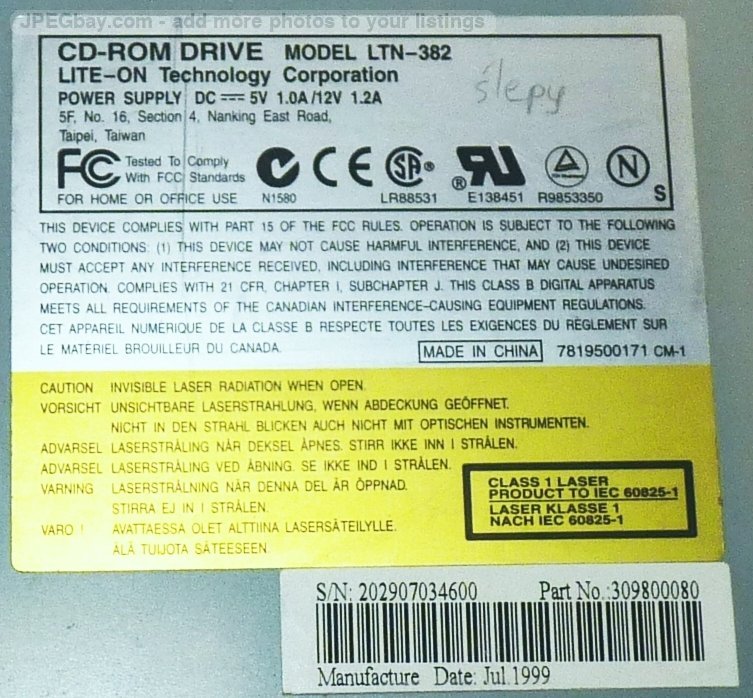 JPEGbay.com - add more photos to your listings
CD-ROM DRIVE MODEL LTN-382
LITE-ON Technology Corporation
POWER SUPPLY DC 5V 1.0A/12V 1.2A
slepy
5F, No. 16, Section 4, Nanking East Road,
Taipei, Taiwan
FC Tested To Comply
With FCC Standards
FOR HOME OR OFFICE USE
N1580
CE
SA
LR88531
® RU
E138451
R9853350
N
S
THIS DEVICE COMPLIES WITH PART 15 OF THE FCC RULES. OPERATION IS SUBJECT TO THE FOLLOWING
TWO CONDITIONS: (1) THIS DEVICE MAY NOT CAUSE HARMFUL INTERFERENCE, AND (2) THIS DEVICE
MUST ACCEPT ANY INTERFERENCE RECEIVED, INCLUDING INTERFERENCE THAT MAY CAUSE UNDESIRED
OPERATION. COMPLIES WITH 21 CFR, CHAPTER I, SUBCHAPTER J. THIS CLASS B DIGITAL APPARATUS
MEETS ALL REQUIREMENTS OF THE CANADIAN INTERFERENCE-CAUSING EQUIPMENT REGULATIONS.
CET APPAREIL NUMERIQUE DE LA CLASSE B RESPECTE TOUTES LES EXIGENCES DU RÈGLEMENT SUR
LE MATÉRIEL BROUILLEUR DU CANADA.
MADE IN CHINA 7819500171 CM-1
CAUTION INVISIBLE LASER RADIATION WHEN OPEN.
VORSICHT UNSICHTBARE LASERSTRAHLUNG, WENN ABDECKUNG GEÖFFNET.
NICHT IN DEN STRAHL BLICKEN AUCH NICHT MIT OPTISCHEN INSTRUMENTEN.
ADVARSEL LASERSTRÅLING NÅR DEKSEL ÅPNES. STIRR IKKE INN I STRÅLEN.
ADVARSEL LASERSTRÅLING VED ÅBNING. SE IKKE IND I STRÅLEN.
VARNING LASERSTRÅLNING NÄR DENNA DEL ÄR ÖPPNAD.
STIRRA EJ IN I STRÅLEN.
VARO ! AVATTAESSA OLET ALTTIINA LASERSÄTEILYLLE.
ÄLÄ TUIJOTA SÄTEESEEN.
CLASS 1 LASER
PRODUCT TO IEC 60825-1
LASER KLASSE 1
NACH IEC 60825-1
S/N: 202907034600 Part No.:309800080
Manufacture Date: Jul.1999